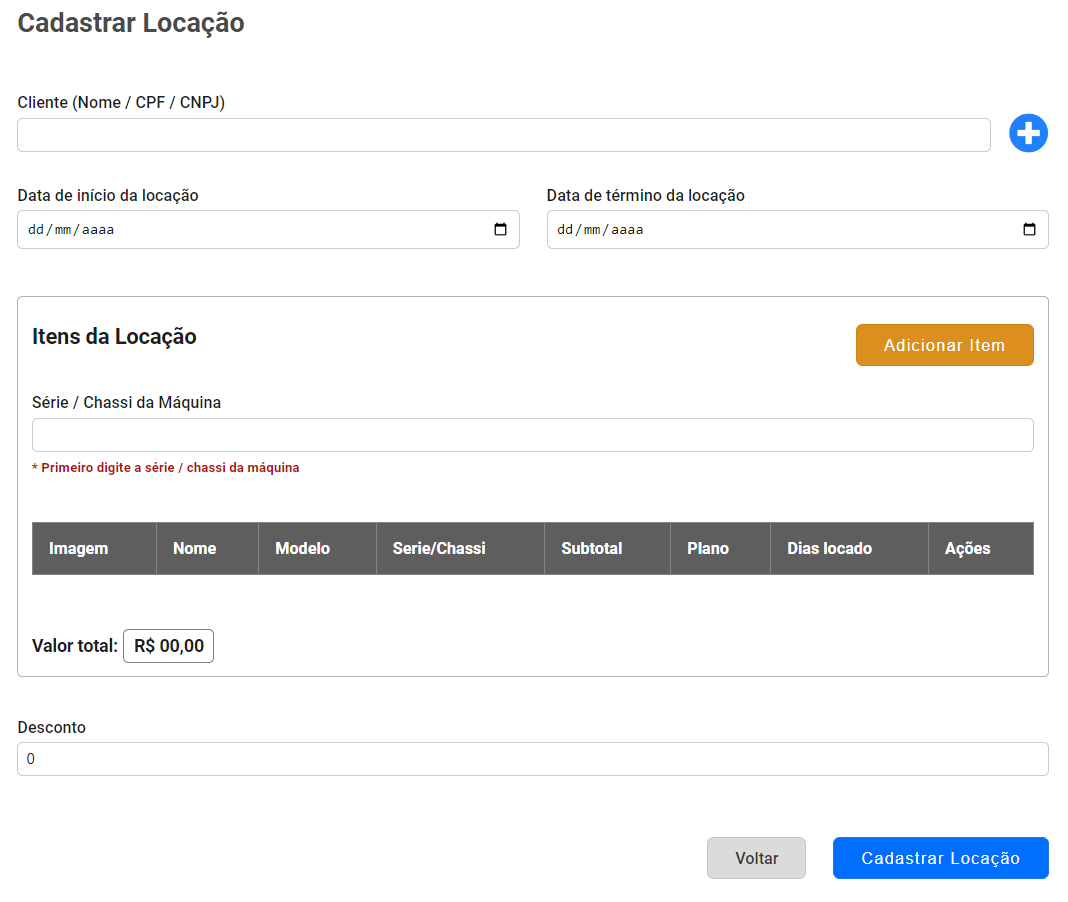 Cadastrar Locação
Cliente (Nome / CPF / CNPJ)
Data de início da locação
Data de término da locação
dd/mm/aaaa
dd/mm/aaaa
Itens da Locação
Adicionar Item
Série / Chassi da Máquina
* Primeiro digite a série / chassi da máquina
Imagem Nome Modelo Serie/Chassi Subtotal Plano Dias locado Ações
Valor total: R$ 00,00
Desconto
0
Voltar
Cadastrar Locação